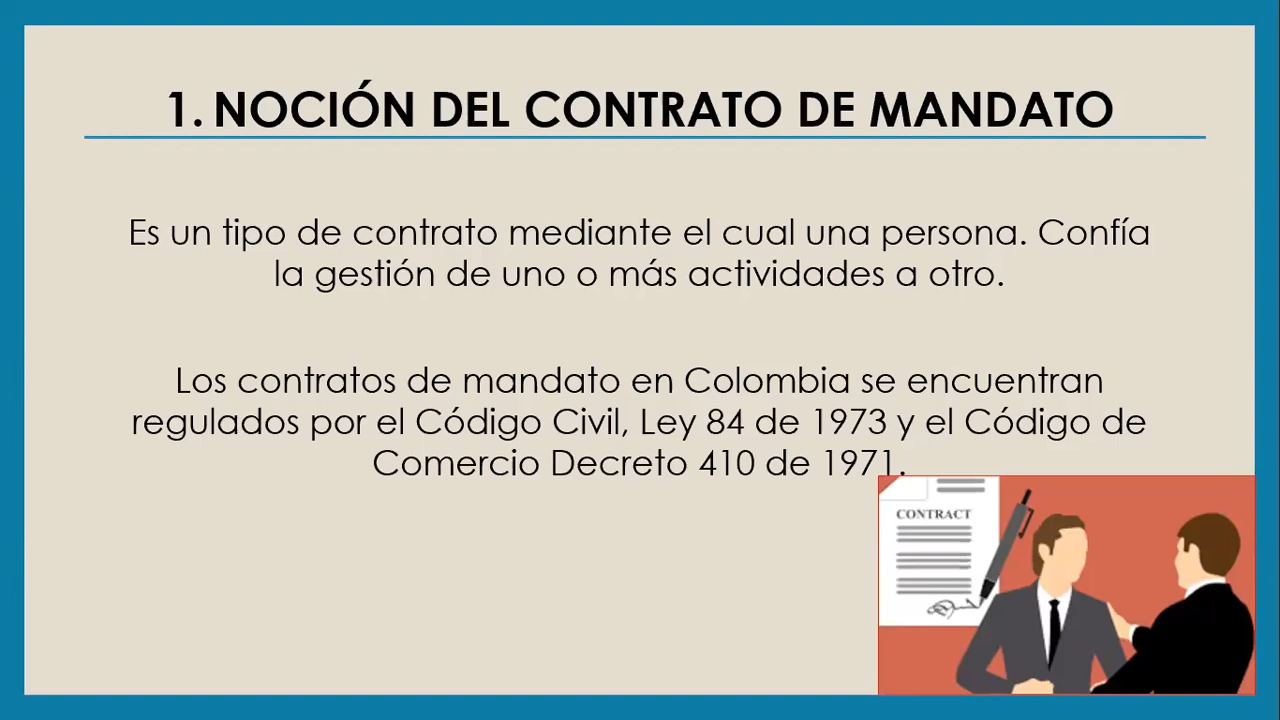 1. NOCIÓN DEL CONTRATO DE MANDATO
Es un tipo de contrato mediante el cual una persona. Confía
la gestión de uno o más actividades a otro.
Los contratos de mandato en Colombia se encuentran
regulados por el Código Civil, Ley 84 de 1973 y el Código de
Comercio Decreto 410 de 1971.
CONTRACT